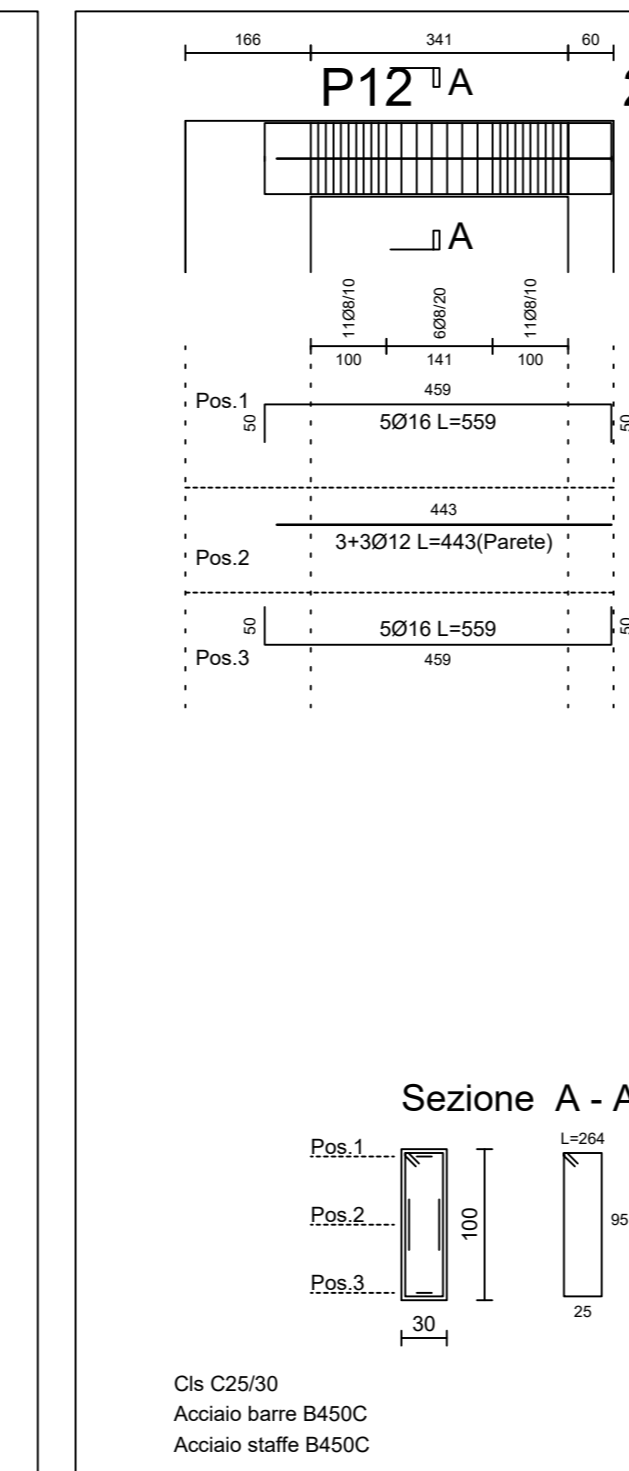 166 341 60
P12 A
A
11Ø8/10 6Ø8/20 11Ø8/10
100 141 100
459
Pos.1 50 5Ø16 L=559 50
443
3+3Ø12 L=443(Parete)
Pos.2
50 5Ø16 L=559 50
Pos.3 459
Sezione A - A
Pos.1 L=264
Pos.2 100 95
Pos.3
30 25
Cls C25/30
Acciaio barre B450C
Acciaio staffe B450C